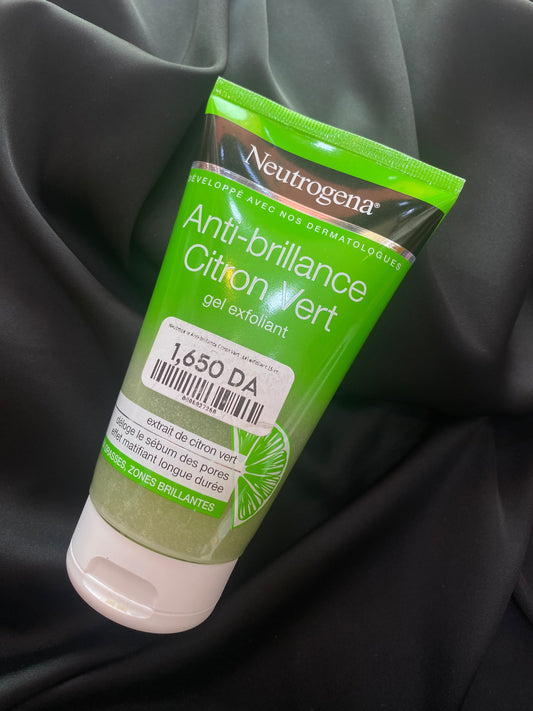 Neutrogena®
DÉVELOPPÉ AVEC NOS DERMATOLOGUES
Anti-brillance
Citron Vert
gel exfoliant
1,650 DA
extrait de citron vert
déloge le sébum des pores
effet matifiant longue durée
ZONES BRILLANTES